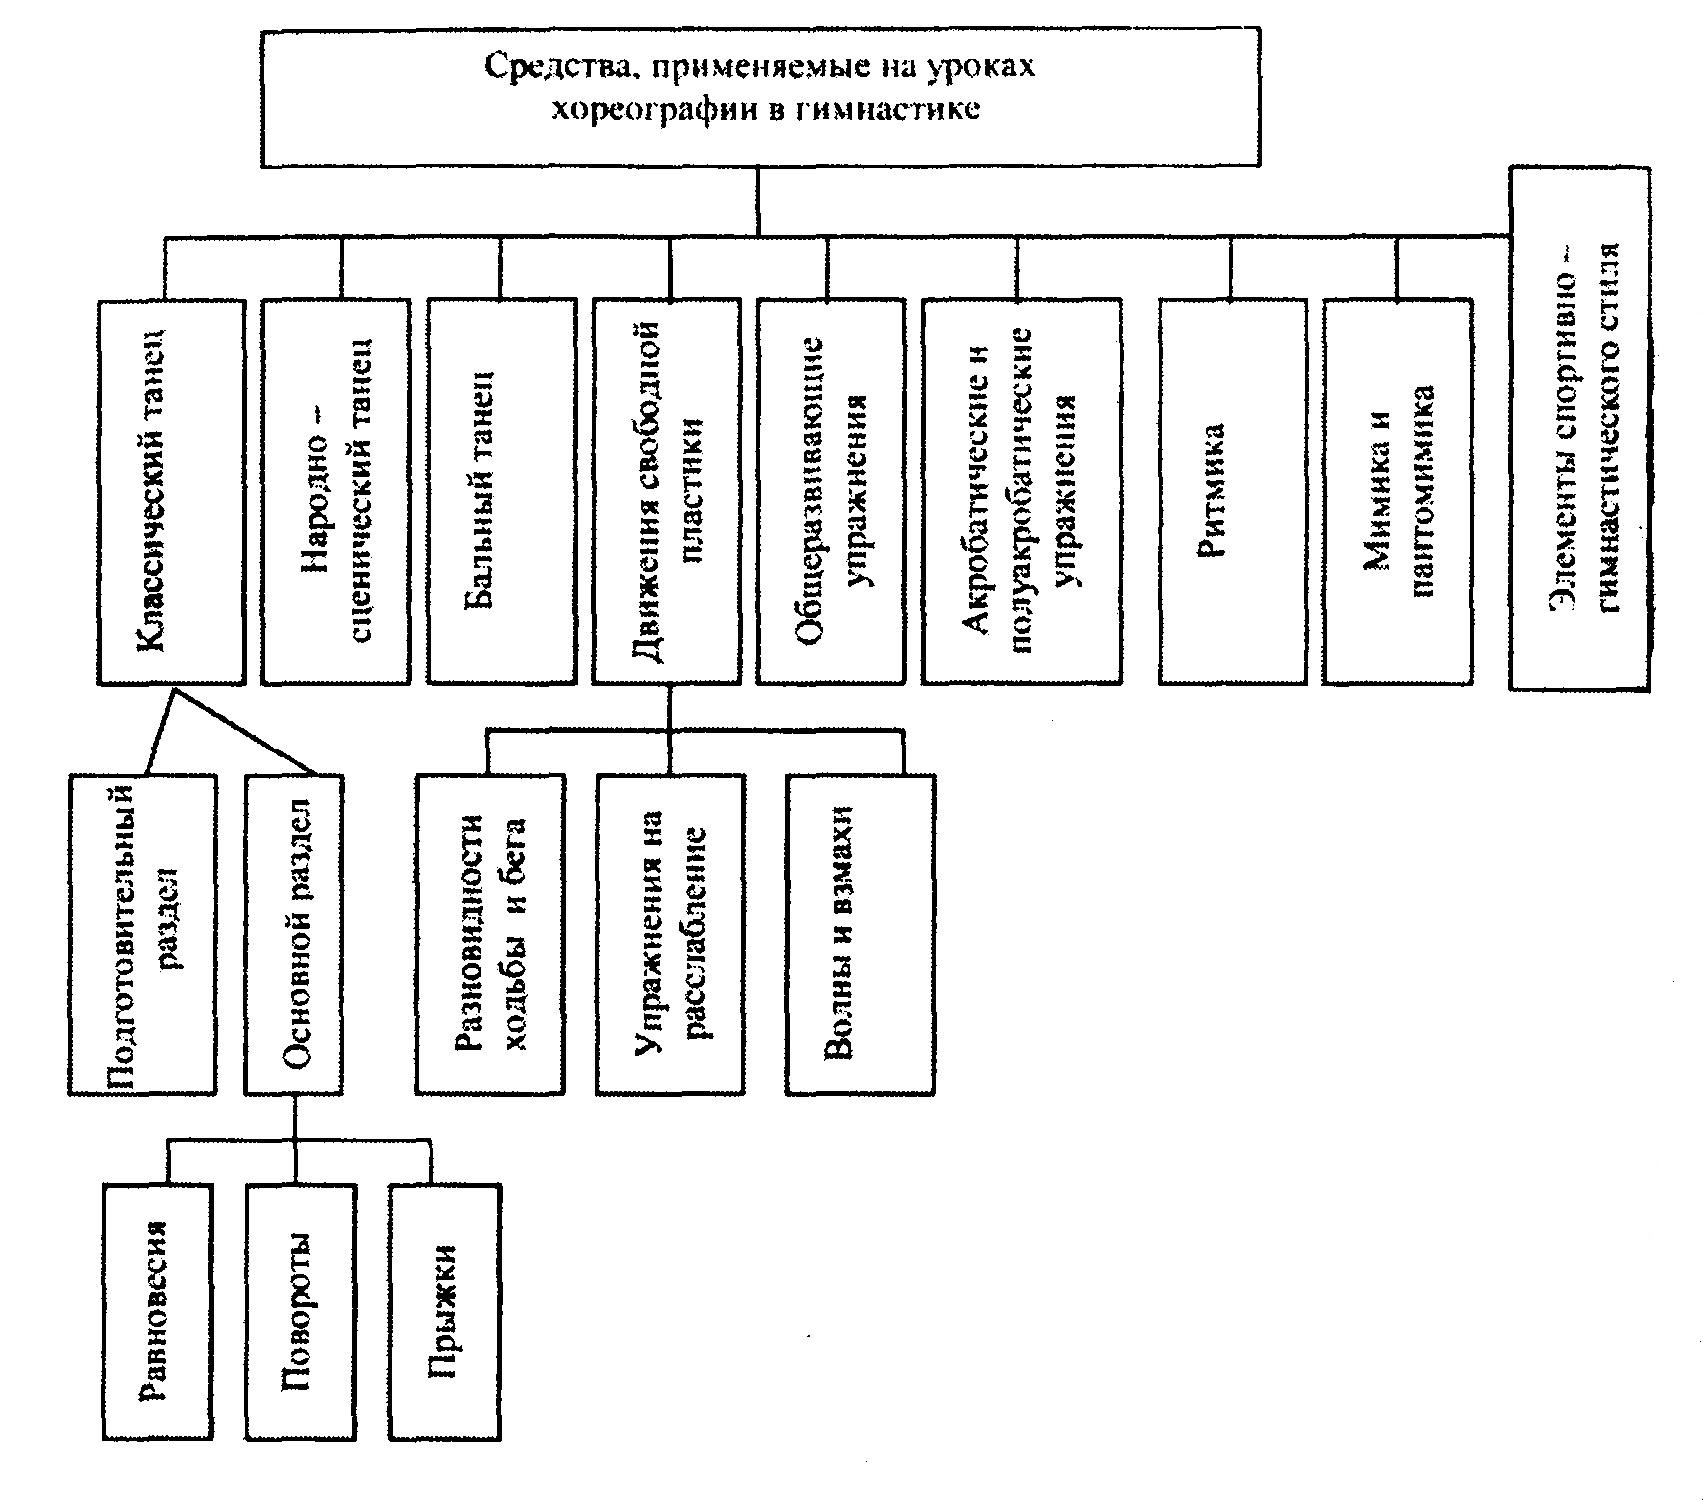 Средства, применяемые на уроках
хореографии в гимнастике
Классический танец
Народно –
сценический танец
Бальный танец
Движения свободной
пластики
Общеразвивающие
упражнения
Акробатические и
полуакробатические
упражнения
Ритмика
Мимика и
пантомимика
Элементы спортивно –
гимнастического стиля
Подготовительный
раздел
Основной раздел
Разновидности
ходьбы и бега
Упражнения на
расслабление
Волны и взмахи
Равновесия
Повороты
Прыжки